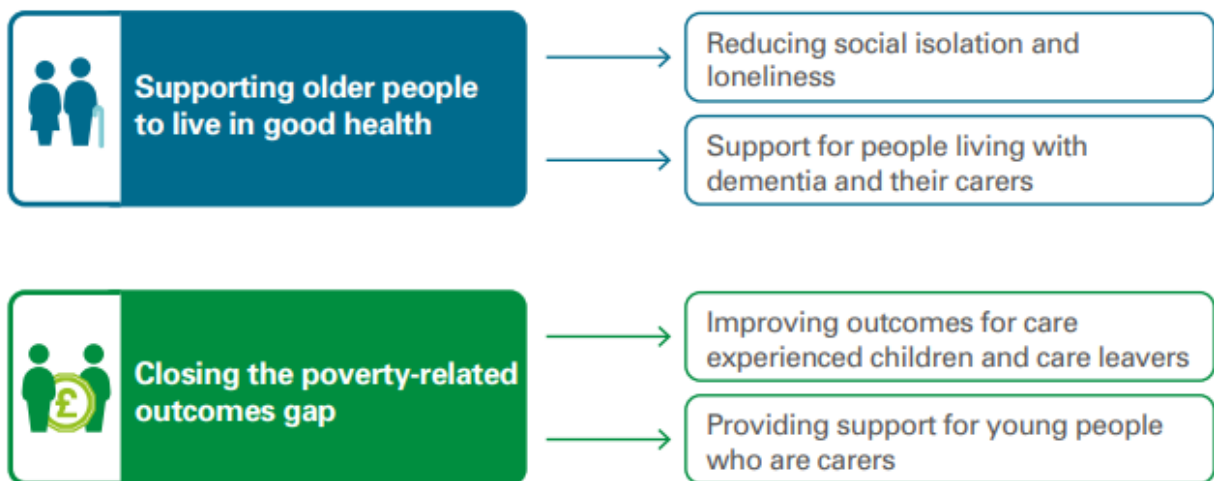 Supporting older people
to live in good health
Reducing social isolation and
loneliness
Support for people living with
dementia and their carers
Closing the poverty-related
outcomes gap
£
Improving outcomes for care
experienced children and care leavers
Providing support for young people
who are carers